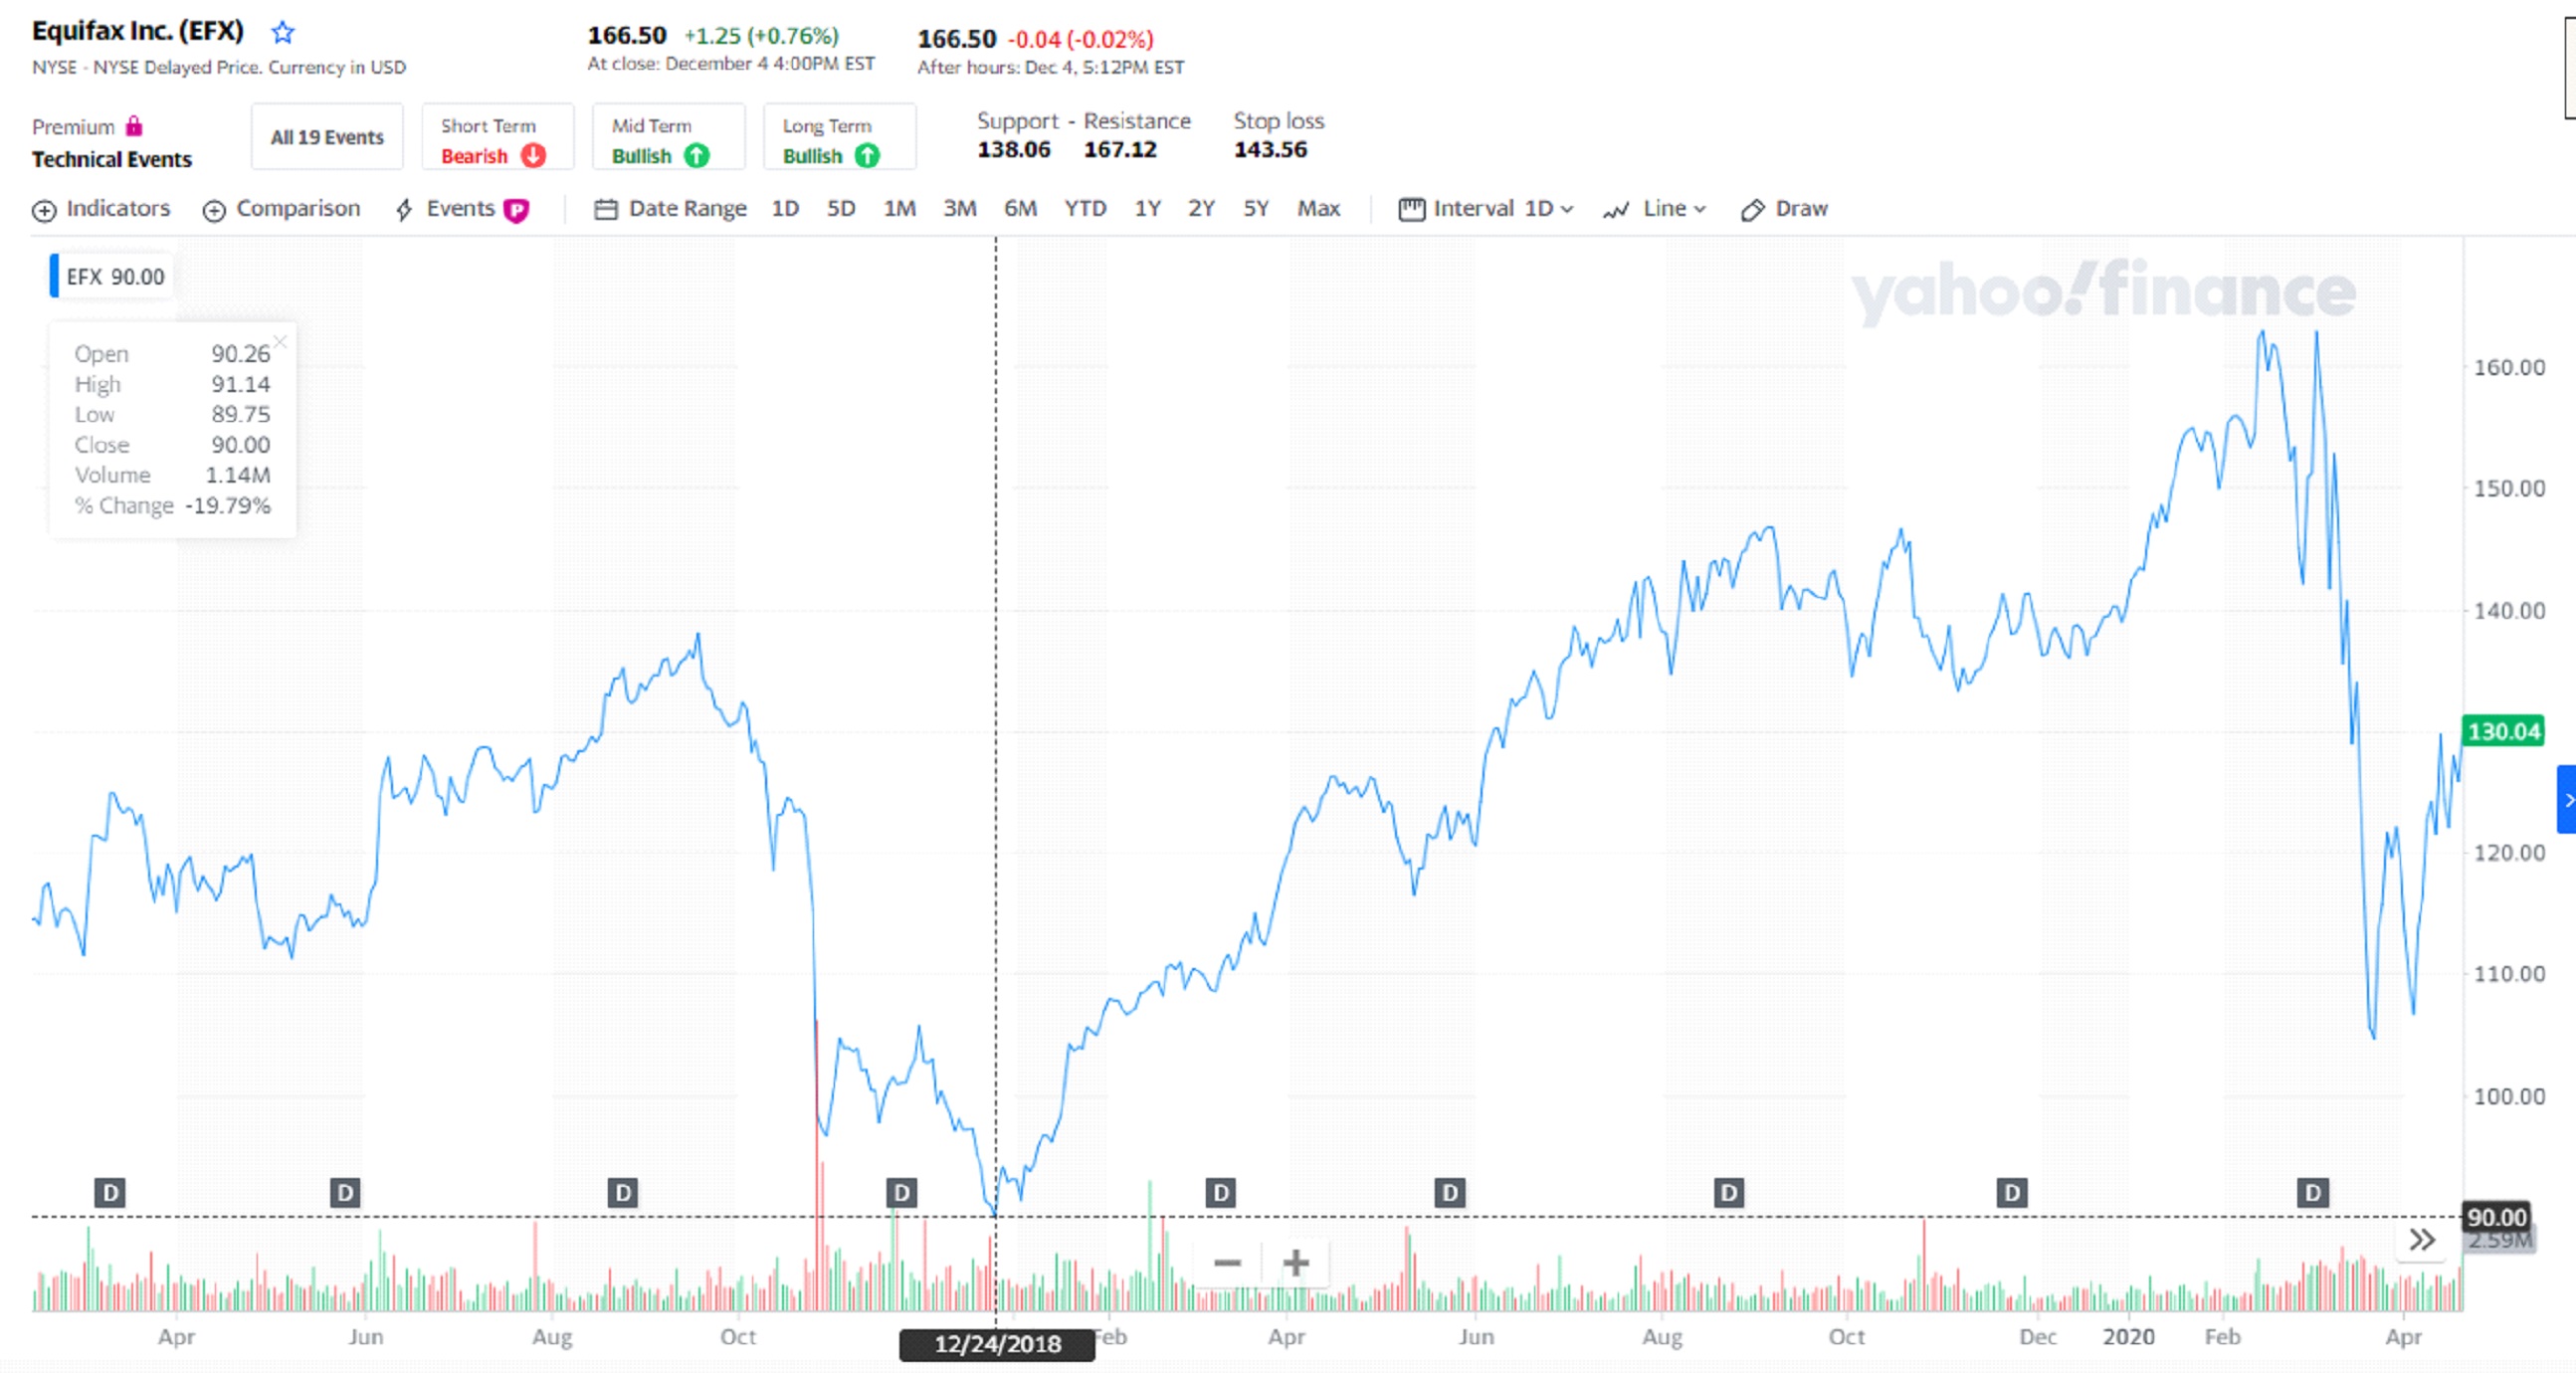 Equifax Inc. (EFX)
NYSE - NYSE Delayed Price. Currency in USD
166.50 +1.25 (+0.76%)
At close: December 4 4:00PM EST
166.50 -0.04 (-0.02%)
After hours: Dec 4, 5:12PM EST
Premium
Technical Events
All 19 Events
Short Term
Bearish
Mid Term
Bullish
Long Term
Bullish
Support - Resistance
138.06 167.12
Stop loss
143.56
Indicators Comparison Events P Date Range 1D 5D 1M 3M 6M YTD 1Y 2Y 5Y Max Interval 1D Line Draw
EFX 90.00
yahoo!finance
Open 90.26
High 91.14
Low 89.75
Close 90.00
Volume 1.14M
% Change -19.79%
160.00
150.00
140.00
130.04
120.00
110.00
100.00
D D D D D D D D D
90.00
2.59M
Apr Jun Aug Oct 12/24/2018 Feb Apr Jun Aug Oct Dec 2020 Feb Apr